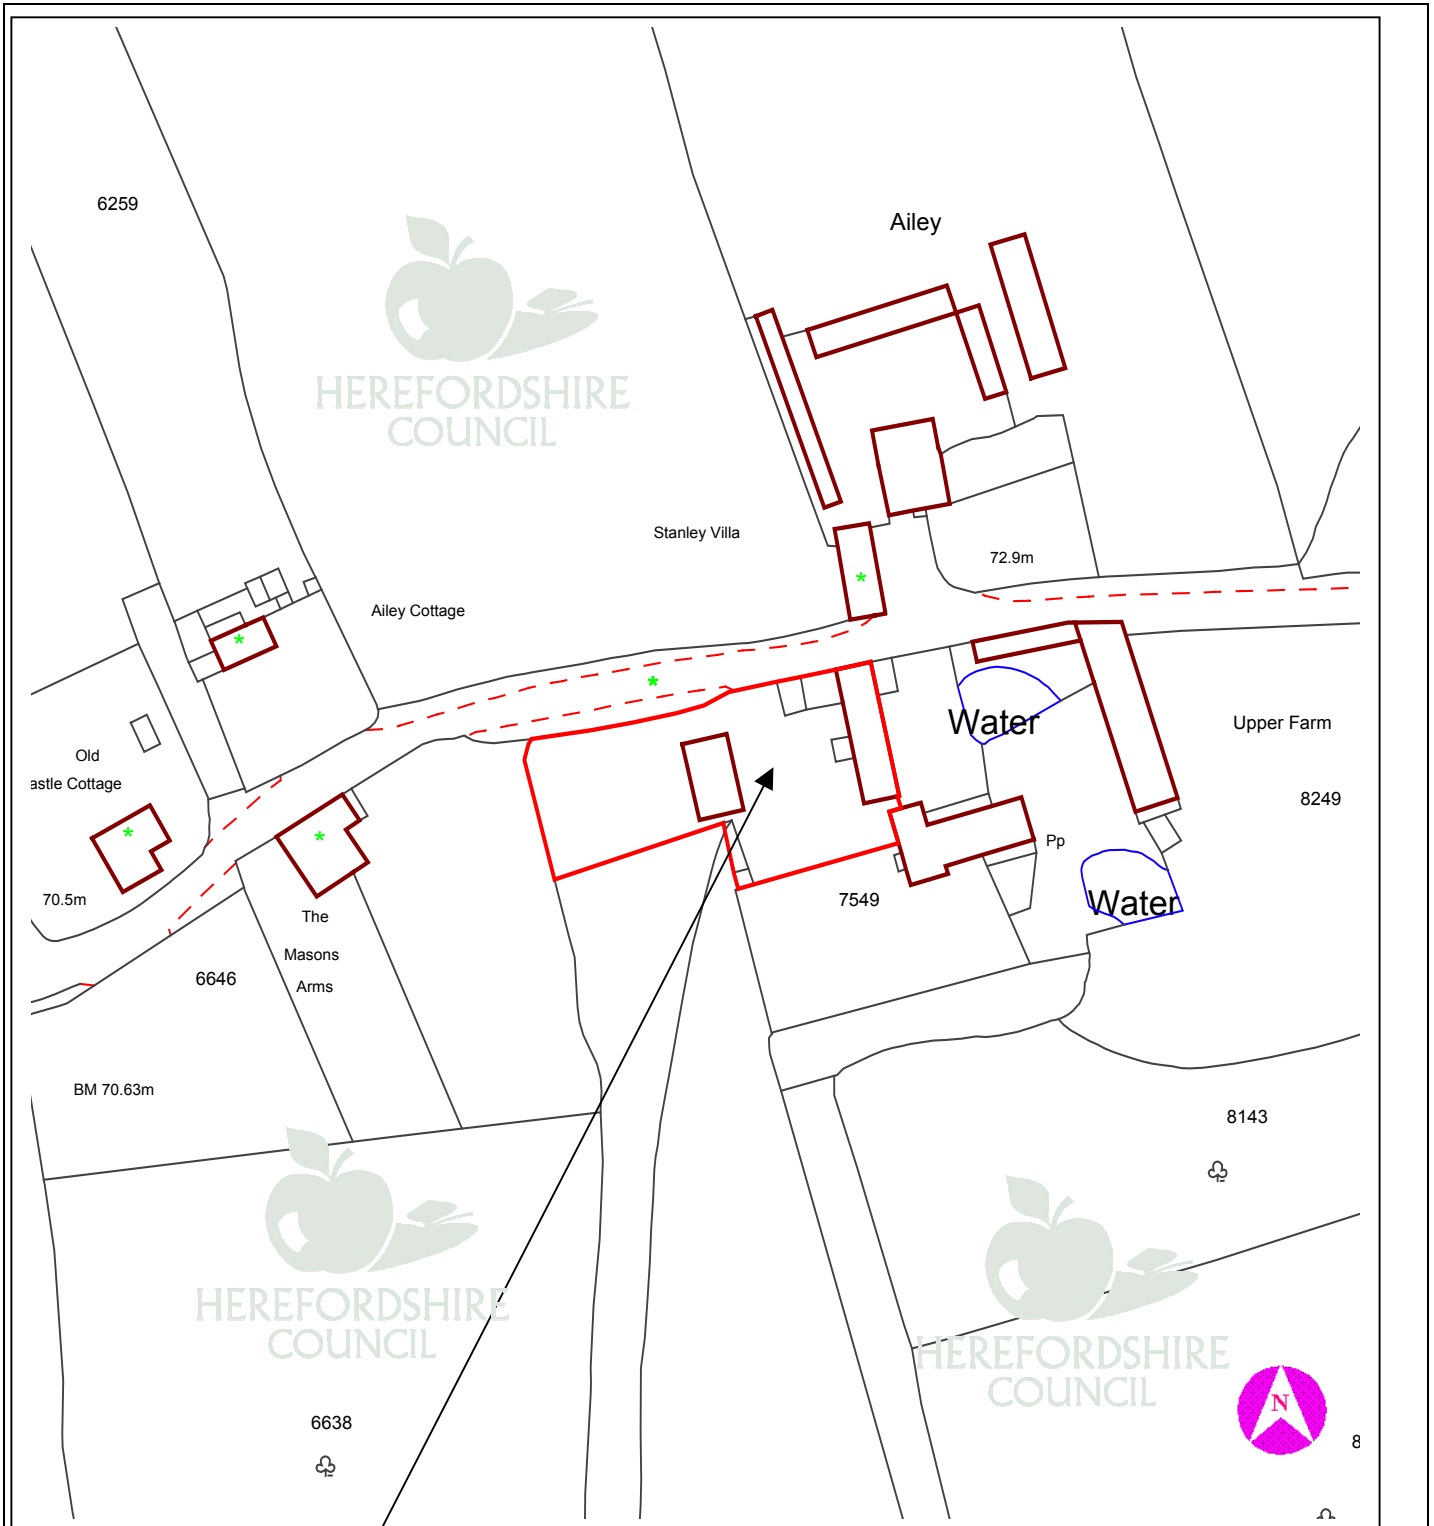 6259
Ailey
HEREFORDSHIRE
COUNCIL
Stanley Villa
72.9m
Ailey Cottage
Water
Upper Farm
Old
astle Cottage
8249
Pp
70.5m
7549
Water
The
Masons
Arms
6646
BM 70.63m
8143
HEREFORDSHIRE
COUNCIL
HEREFORDSHIRE
COUNCIL
N
6638
8